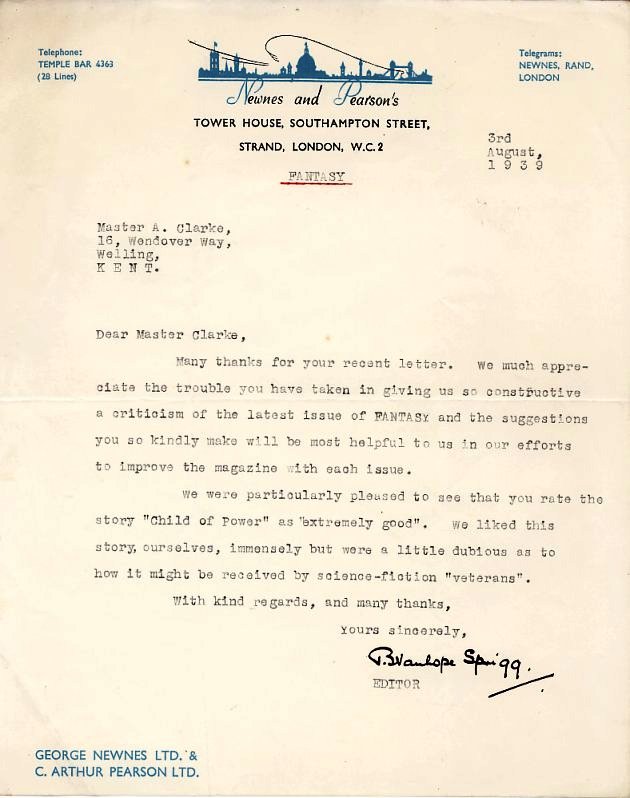 Telephone:
TEMPLE BAR 4363
(28 Lines)
Telegrams:
NEWNES, RAND,
LONDON
Newnes and Pearson's
TOWER HOUSE, SOUTHAMPTON STREET,
STRAND, LONDON, W.C.2
FANTASY
3rd
August,
1 9 3 9
Master A. Clarke,
16, Wendover Way,
Welling,
K E N T.
Dear Master Clarke,
Many thanks for your recent letter. We much appre-
ciate the trouble you have taken in giving us so constructive
a criticism of the latest issue of FANTASY and the suggestions
you so kindly make will be most helpful to us in our efforts
to improve the magazine with each issue.
We were particularly pleased to see that you rate the
story "Child of Power" as "extremely good". We liked this
story, ourselves, immensely but were a little dubious as to
how it might be received by science-fiction "veterans".
With kind regards, and many thanks,
Yours sincerely,
T. Stanhope Sprigg.
EDITOR
GEORGE NEWNES LTD. &
C. ARTHUR PEARSON LTD.